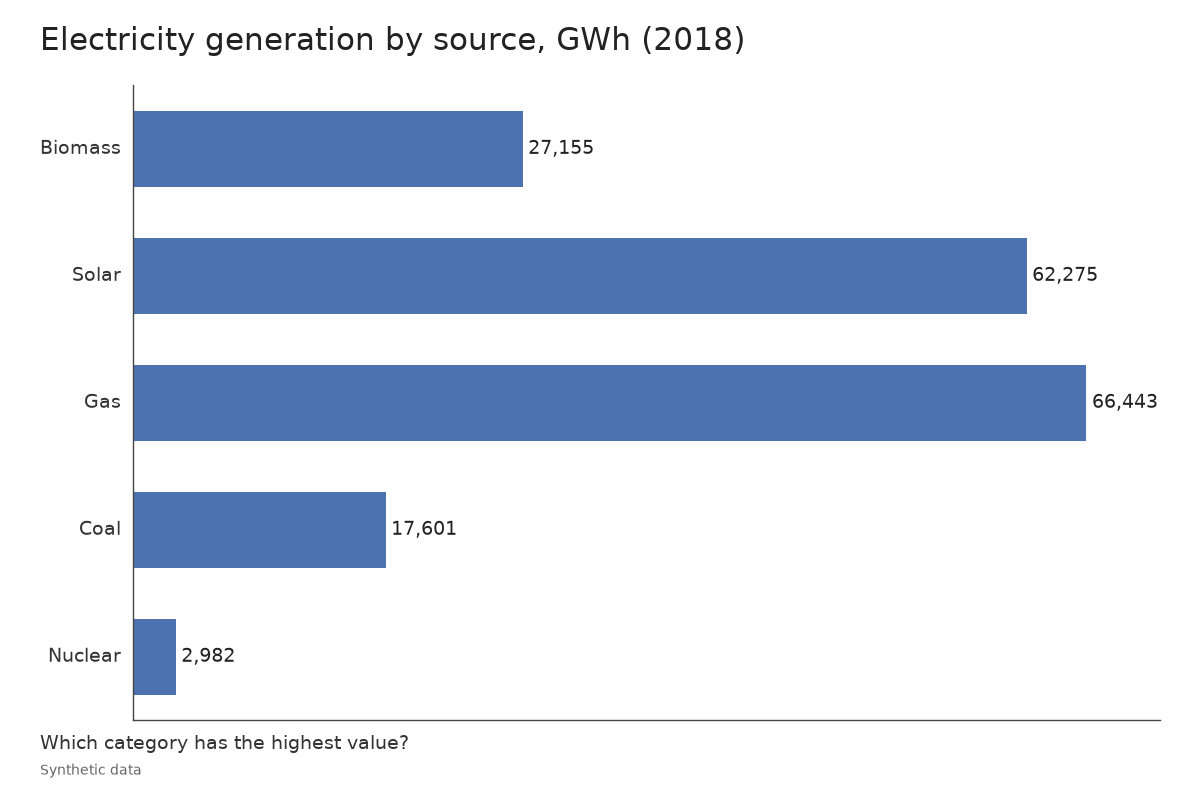 Electricity generation by source, GWh (2018)
Biomass 27,155
Solar 62,275
Gas 66,443
Coal 17,601
Nuclear 2,982
Which category has the highest value?
Synthetic data